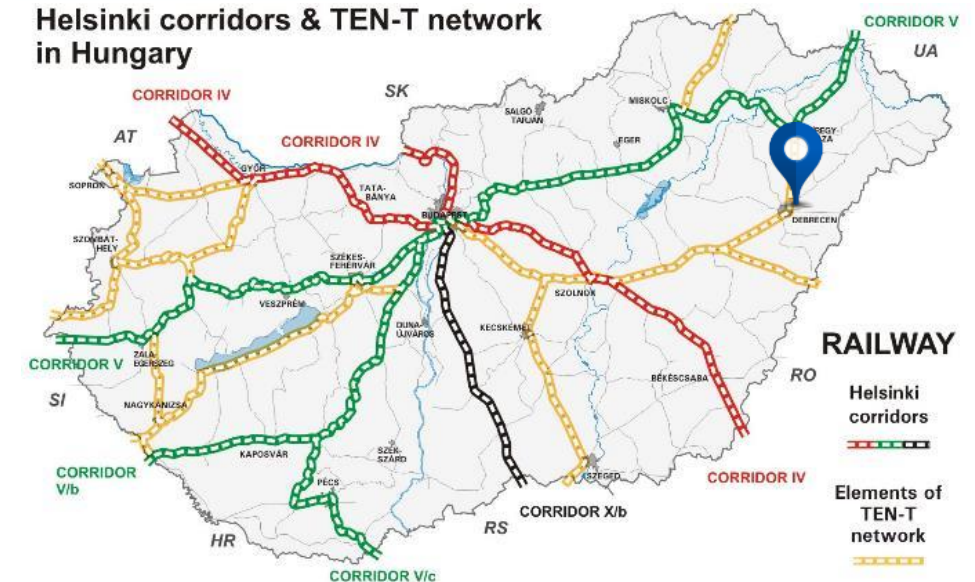 Helsinki corridors & TEN-T network
in Hungary
CORRIDOR V
UA
CORRIDOR IV
SK
MISKOLC
SALGÓ
TARJÁN
AT
CORRIDOR IV
EGER
GYŐR
SOPRON
TATA-
BÁNYA
BUDAPEST
DEBRECEN
SZOMBAT-
HELY
SZÉKES-
FEHÉRVÁR
VESZPRÉM
SZOLNOK
DUNA-
ÚJVÁROS
KECSKEMÉT
RAILWAY
CORRIDOR V
ZALA
EGERSZEG
BÉKÉSCSABA
RO
SI
NAGYKANIZSA
Helsinki
corridors
KAPOSVÁR
SZÉK-
SZÁRD
CORRIDOR
V/b
PÉCS
SZEGED
CORRIDOR IV
Elements of
TEN-T
network
CORRIDOR X/b
RS
HR
CORRIDOR V/c